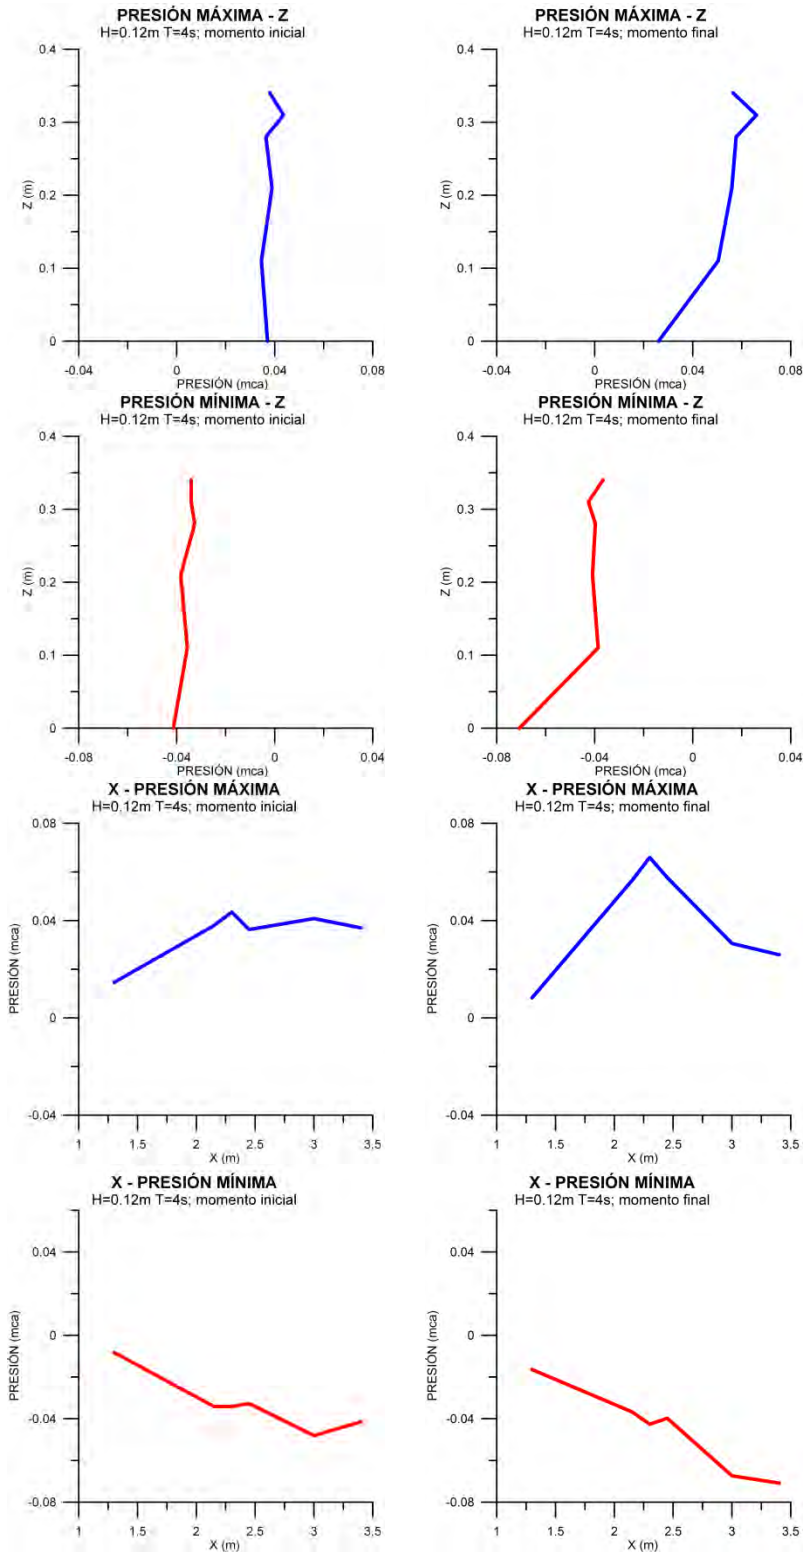 PRESIÓN MÁXIMA - Z
H=0.12m T=4s; momento inicial
0.4
0.3
0.2
0.1
0
Z (m)
-0.04 0 0.04 0.08
PRESIÓN (mca)
PRESIÓN MÁXIMA - Z
H=0.12m T=4s; momento final
0.4
0.3
0.2
0.1
0
Z (m)
-0.04 0 0.04 0.08
PRESIÓN (mca)
PRESIÓN MÍNIMA - Z
H=0.12m T=4s; momento inicial
0.4
0.3
0.2
0.1
0
Z (m)
-0.08 -0.04 0 0.04
PRESIÓN (mca)
PRESIÓN MÍNIMA - Z
H=0.12m T=4s; momento final
0.4
0.3
0.2
0.1
0
Z (m)
-0.08 -0.04 0 0.04
PRESIÓN (mca)
X - PRESIÓN MÁXIMA
H=0.12m T=4s; momento inicial
0.08
0.04
0
-0.04
PRESIÓN (mca)
1 1.5 2 2.5 3 3.5
X (m)
X - PRESIÓN MÁXIMA
H=0.12m T=4s; momento final
0.08
0.04
0
-0.04
PRESIÓN (mca)
1 1.5 2 2.5 3 3.5
X (m)
X - PRESIÓN MÍNIMA
H=0.12m T=4s; momento inicial
0.04
0
-0.04
-0.08
PRESIÓN (mca)
1 1.5 2 2.5 3 3.5
X (m)
X - PRESIÓN MÍNIMA
H=0.12m T=4s; momento final
0.04
0
-0.04
-0.08
PRESIÓN (mca)
1 1.5 2 2.5 3 3.5
X (m)